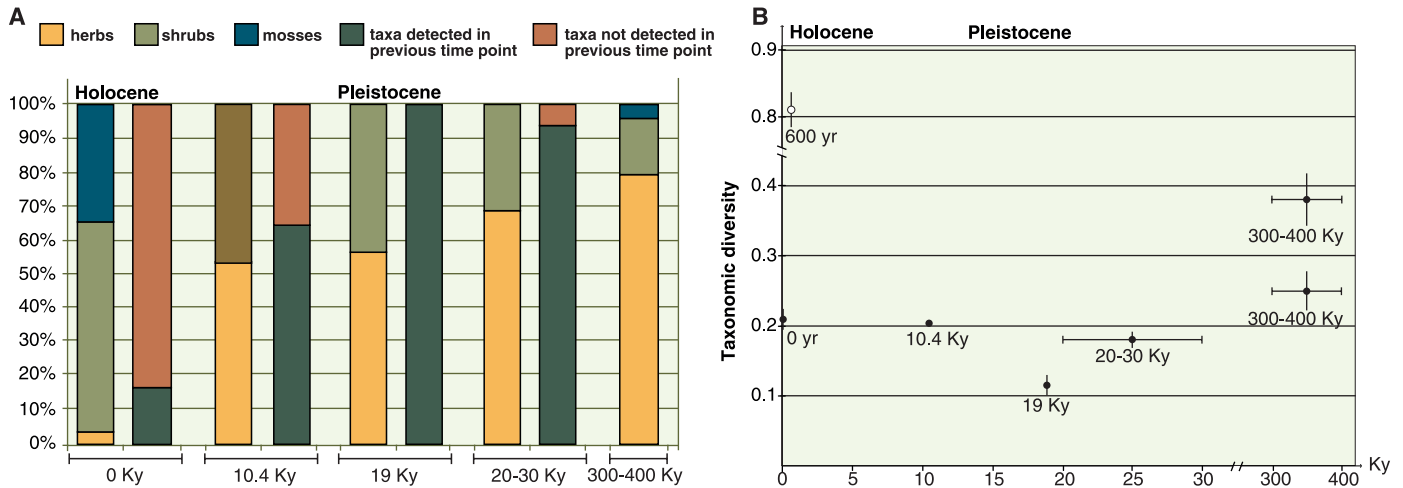 A
herbs
shrubs
mosses
taxa detected in
previous time point
taxa not detected in
previous time point
Holocene
Pleistocene
100%
90%
80%
70%
60%
50%
40%
30%
20%
10%
0%
0 Ky
10.4 Ky
19 Ky
20-30 Ky
300-400 Ky
B
Holocene
Pleistocene
Taxonomic diversity
0.9
0.8
0.4
0.3
0.2
0.1
600 yr
300-400 Ky
300-400 Ky
0 yr
10.4 Ky
20-30 Ky
19 Ky
0
5
10
15
20
25
30
300
400
Ky